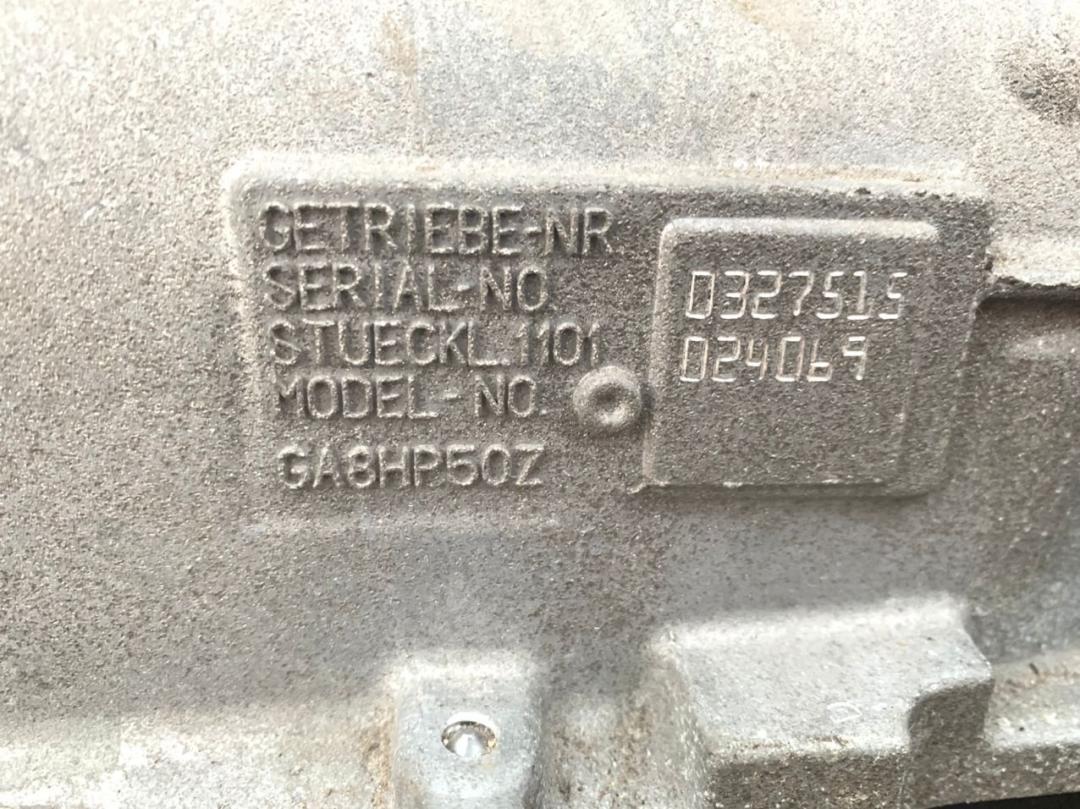 GETRIEBE-NR
SERIAL-NO. 0327515
STUECKL.1101 024069
MODEL-NO.
GA8HP50Z